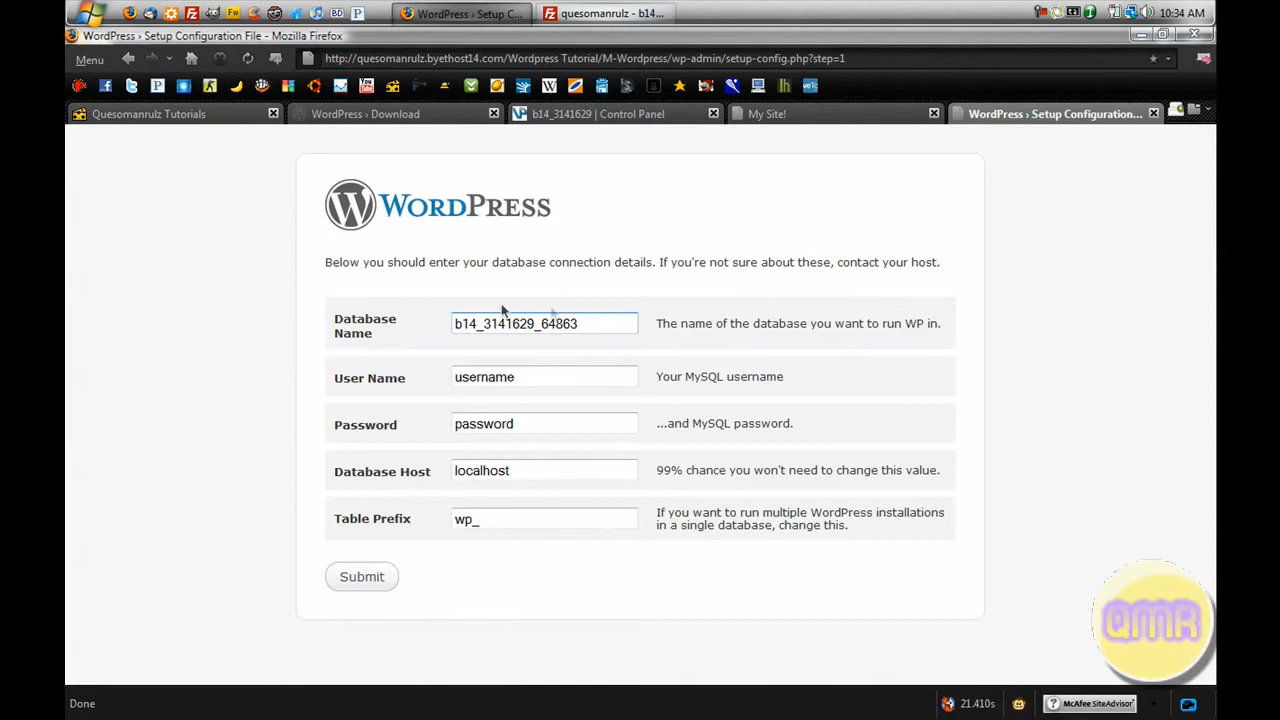 WordPress › Setup C...
quesomanrulz - b14...
10:34 AM
WordPress › Setup Configuration File - Mozilla Firefox
Menu
http://quesomanrulz.byethost14.com/Wordpress Tutorial/M-Wordpress/wp-admin/setup-config.php?step=1
Quesomanrulz Tutorials
WordPress › Download
b14_3141629 | Control Panel
My Site!
WordPress › Setup Configuration...
WORDPRESS
Below you should enter your database connection details. If you're not sure about these, contact your host.
Database Name
b14_3141629_64863
The name of the database you want to run WP in.
User Name
username
Your MySQL username
Password
password
...and MySQL password.
Database Host
localhost
99% chance you won't need to change this value.
Table Prefix
wp_
If you want to run multiple WordPress installations
in a single database, change this.
Submit
QMR
Done
21.410s
McAfee SiteAdvisor